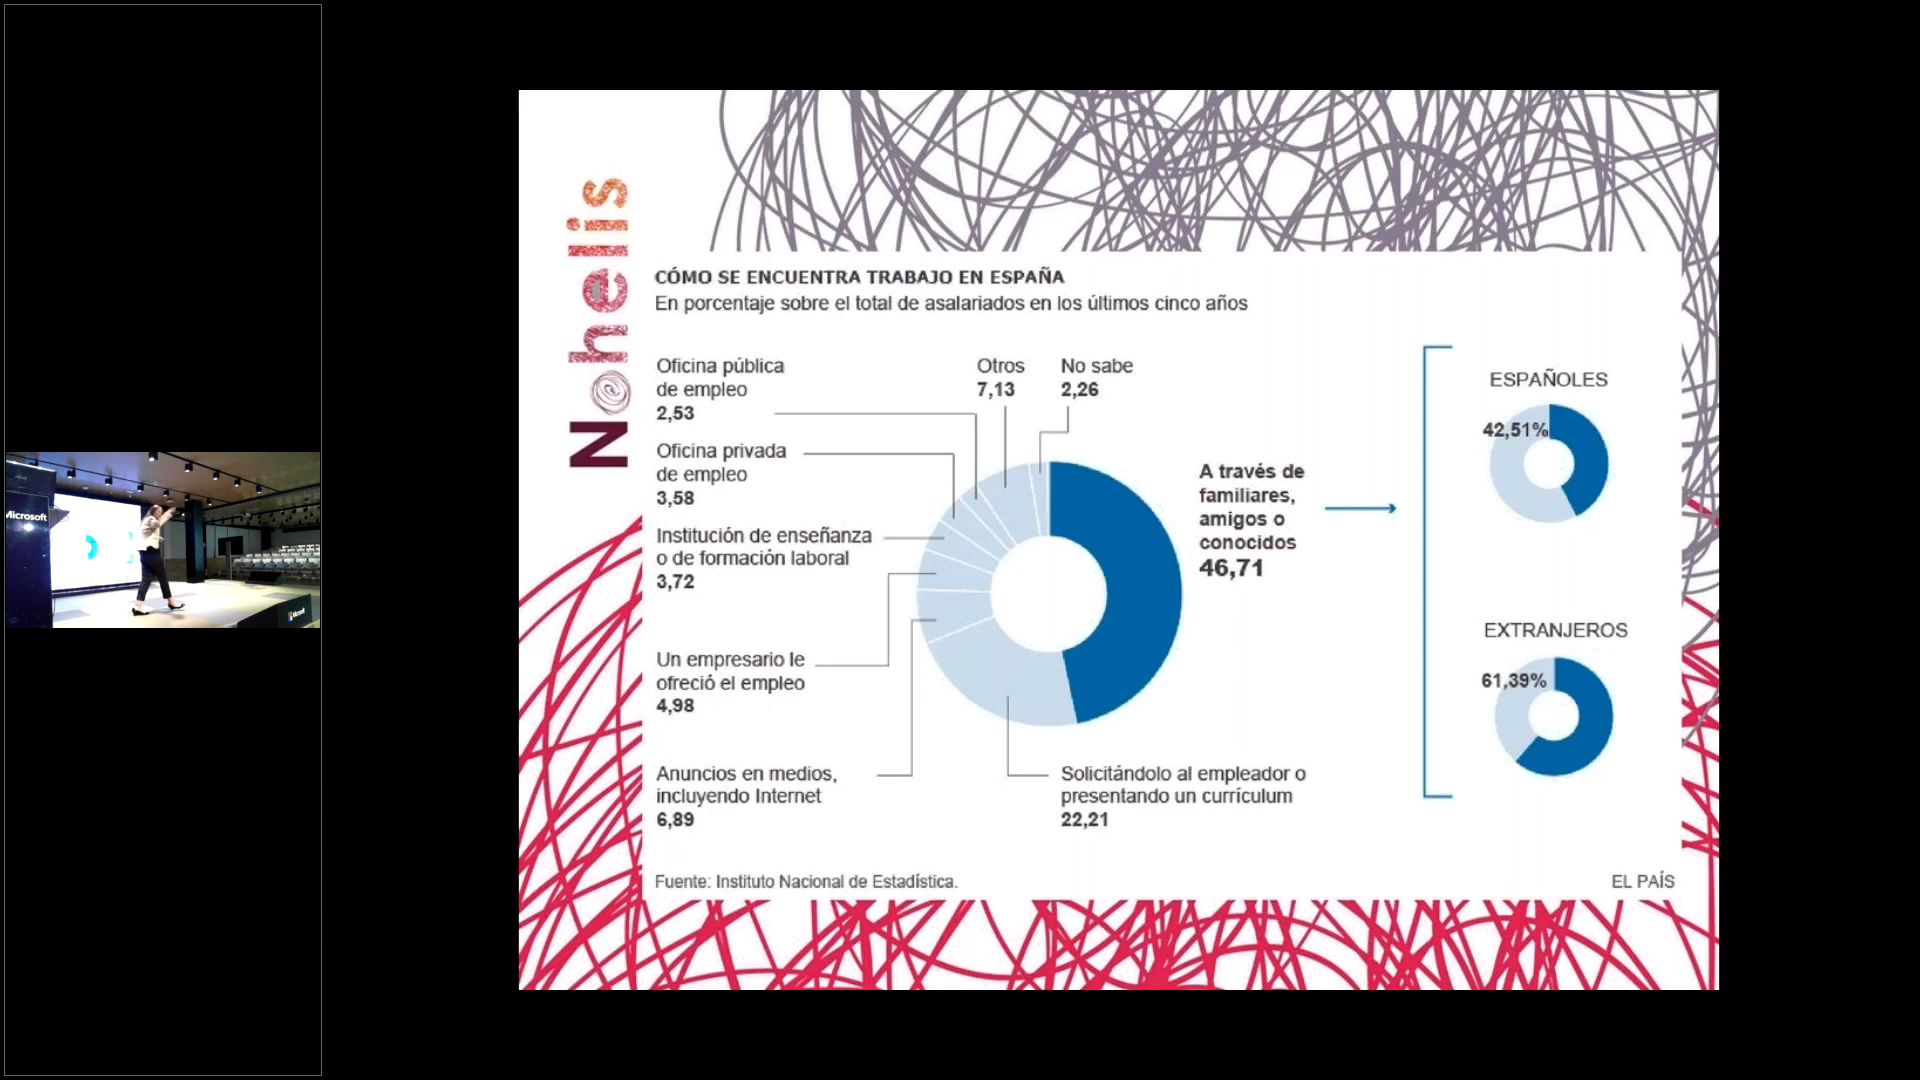 Microsoft
Microsoft
Nohelis
CÓMO SE ENCUENTRA TRABAJO EN ESPAÑA
En porcentaje sobre el total de asalariados en los últimos cinco años
Oficina pública
de empleo
2,53
Otros
7,13
No sabe
2,26
Oficina privada
de empleo
3,58
Institución de enseñanza
o de formación laboral
3,72
Un empresario le
ofreció el empleo
4,98
Anuncios en medios,
incluyendo Internet
6,89
Solicitándolo al empleador o
presentando un currículum
22,21
A través de
familiares,
amigos o
conocidos
46,71
ESPAÑOLES
42,51%
EXTRANJEROS
61,39%
Fuente: Instituto Nacional de Estadística.
EL PAÍS